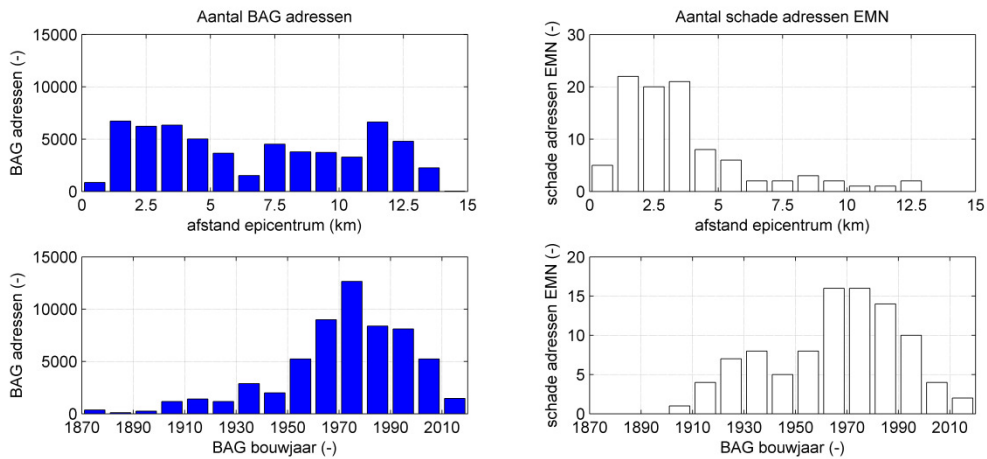 Aantal BAG adressen
15000
10000
5000
0
BAG adressen (-)
0 2.5 5 7.5 10 12.5 15
afstand epicentrum (km)
Aantal schade adressen EMN
30
20
10
0
schade adressen EMN (-)
0 2.5 5 7.5 10 12.5 15
afstand epicentrum (km)
15000
10000
5000
0
BAG adressen (-)
1870 1890 1910 1930 1950 1970 1990 2010
BAG bouwjaar (-)
20
15
10
5
0
schade adressen EMN (-)
1870 1890 1910 1930 1950 1970 1990 2010
BAG bouwjaar (-)